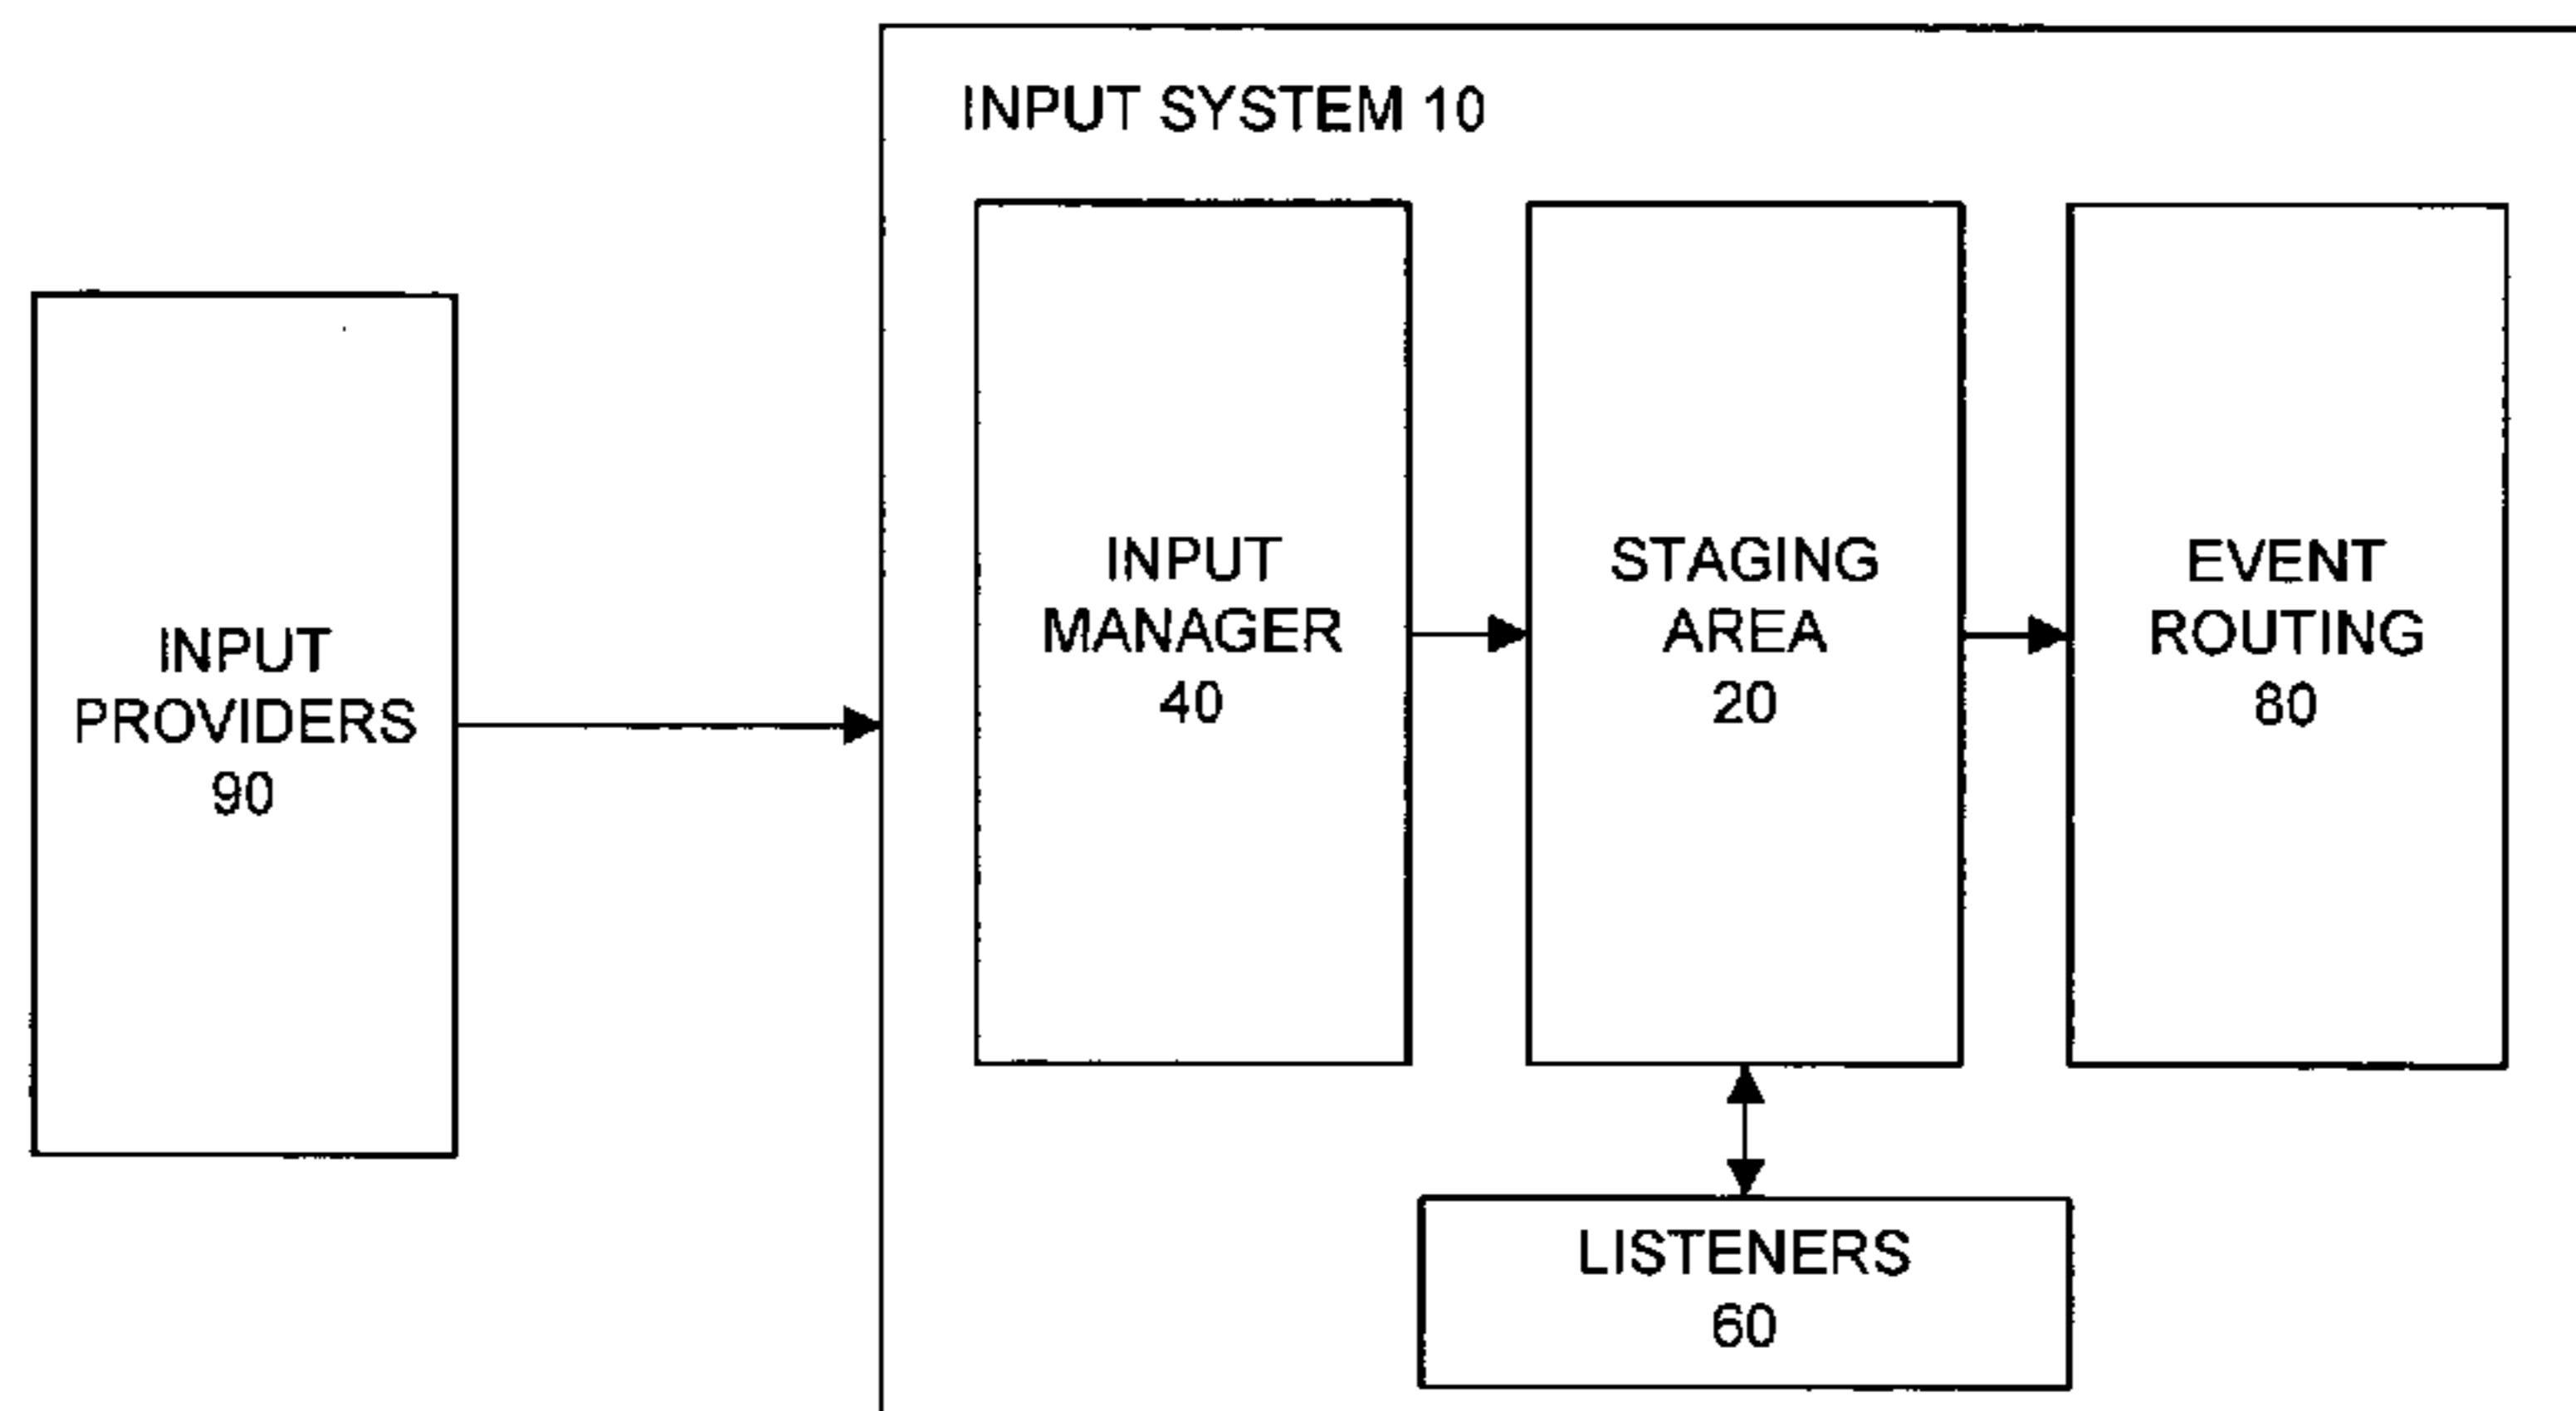 INPUT SYSTEM 10
INPUT
PROVIDERS
90
INPUT
MANAGER
40
STAGING
AREA
20
EVENT
ROUTING
80
LISTENERS
60